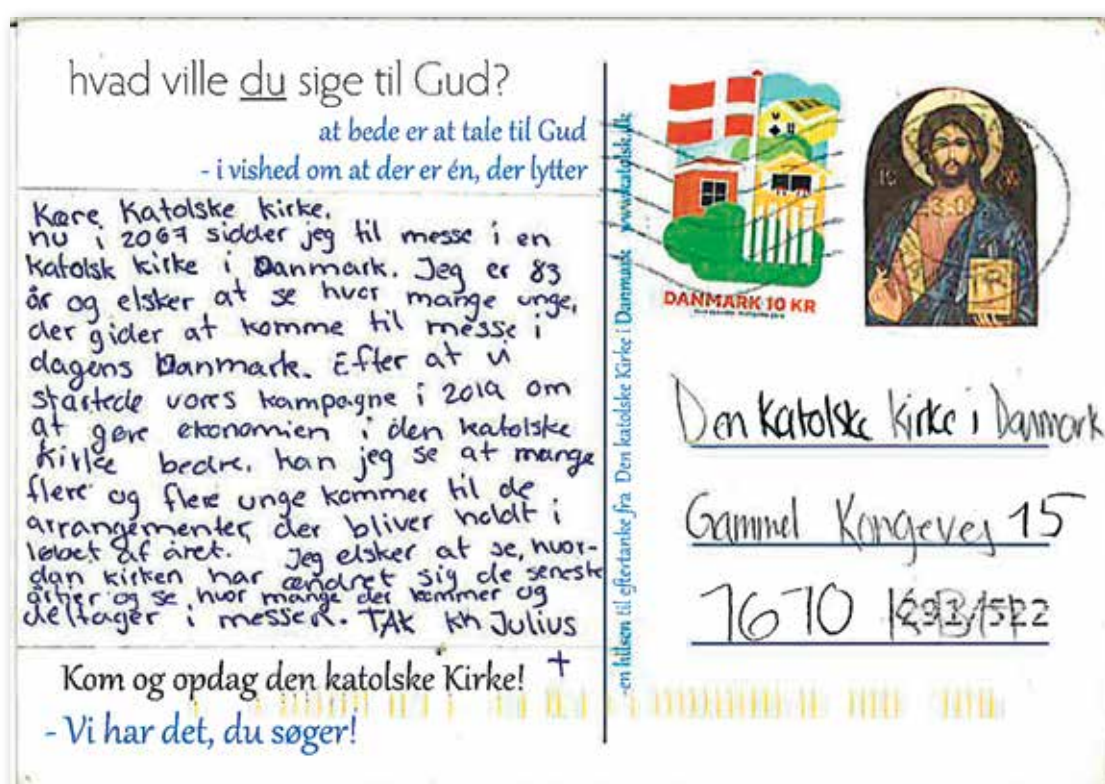 hvad ville du sige til Gud?
at bede er at tale til Gud
- i vished om at der er én, der lytter
Kære Katolske kirke.
nu i 2067 sidder jeg til messe i en
katolsk kirke i Danmark. Jeg er 83
år og elsker at se hvor mange unge,
der gider at komme til messe i
dagens Danmark. Efter at vi
startede vores kampagne i 2019 om
at gøre økonomien i den katolske
Kirke bedre, kan jeg se at mange
flere og flere unge kommer til de
arrangementer, der bliver holdt i
løbet af året. Jeg elsker at se, hvor-
dan kirken har ændret sig de seneste
årtier og se, hvor mange der kommer og
deltager i messen. TAK kh Julius
+
Kom og opdag den katolske Kirke!
- Vi har det, du søger!
-en hilsen til eftertanke fra Den katolske Kirke i Danmark www.katolsk.dk
DANMARK 10 KR
Den Katolske Kirke i Danmark
Gammel Kongevej 15
1610